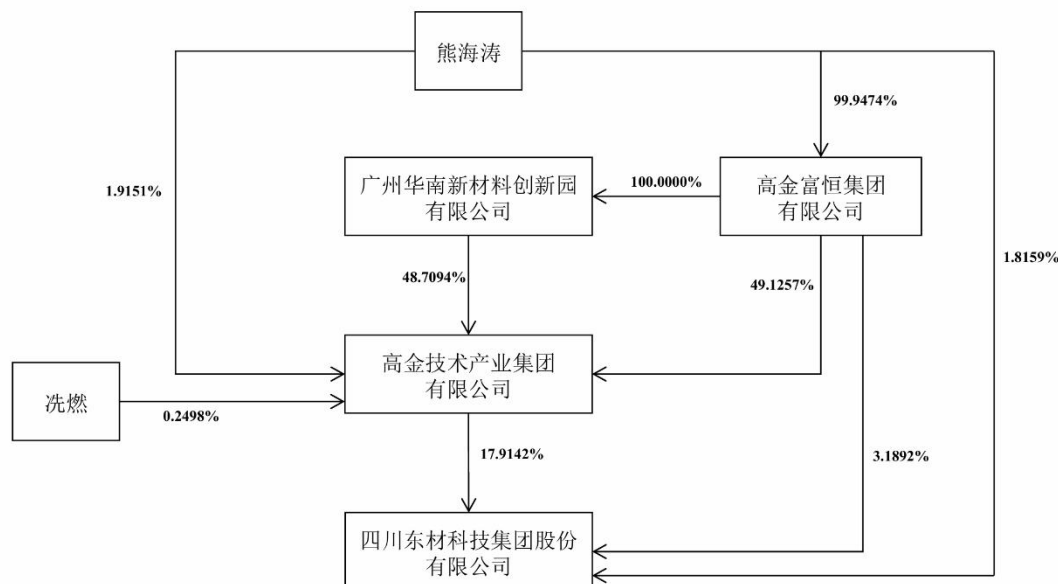 熊海涛
99.9474%
1.9151%
广州华南新材料创新园
有限公司
100.0000%
高金富恒集团
有限公司
1.8159%
48.7094%
49.1257%
高金技术产业集团
有限公司
冼燃
0.2498%
17.9142%
3.1892%
四川东材科技集团股份
有限公司